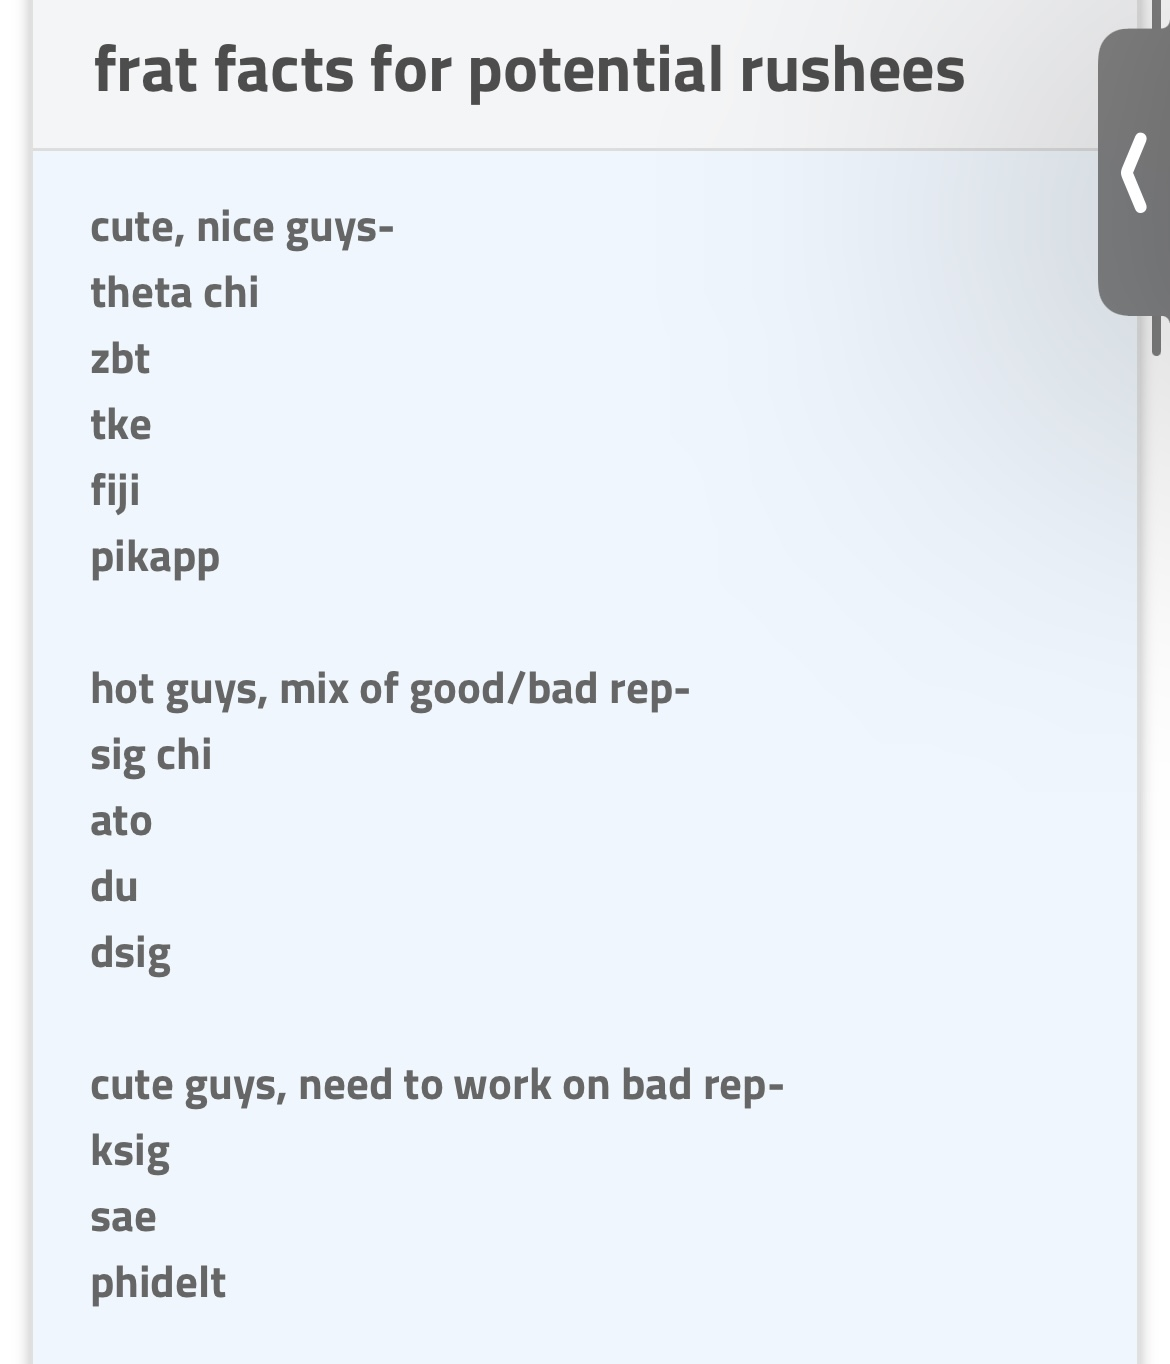 frat facts for potential rushees
cute, nice guys-
theta chi
zbt
tke
fiji
pikapp
hot guys, mix of good/bad rep-
sig chi
ato
du
dsig
cute guys, need to work on bad rep-
ksig
sae
phidelt